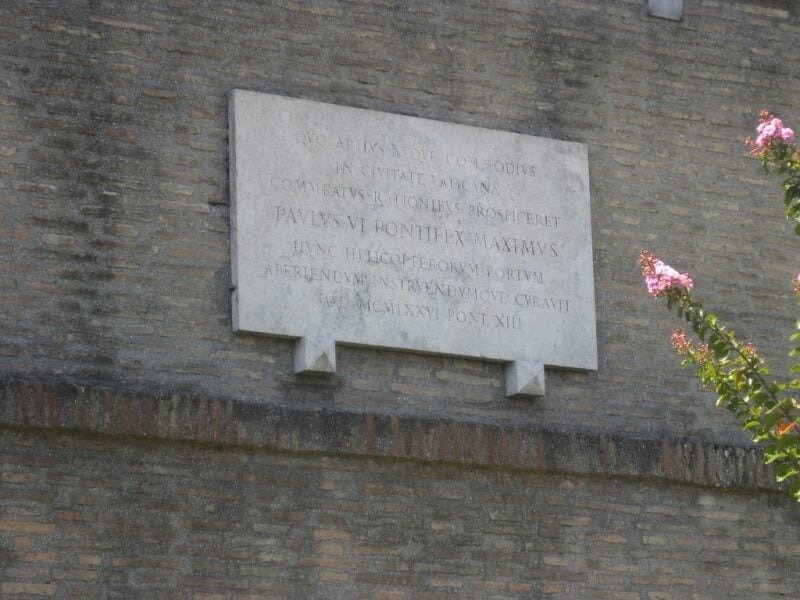 QVO APTIVS ATQVE COMMODIVS
IN CIVITATE VATICANA
COMMEATVS RATIONIBVS PROSPICERET
PAVLVS VI PONTIFEX MAXIMVS
HVNC HELICOPTERORVM PORTVM
APERIENDVM INSTRVENDVMQVE CVRAVIT
A·D· MCMLXXVI PONT. XIII